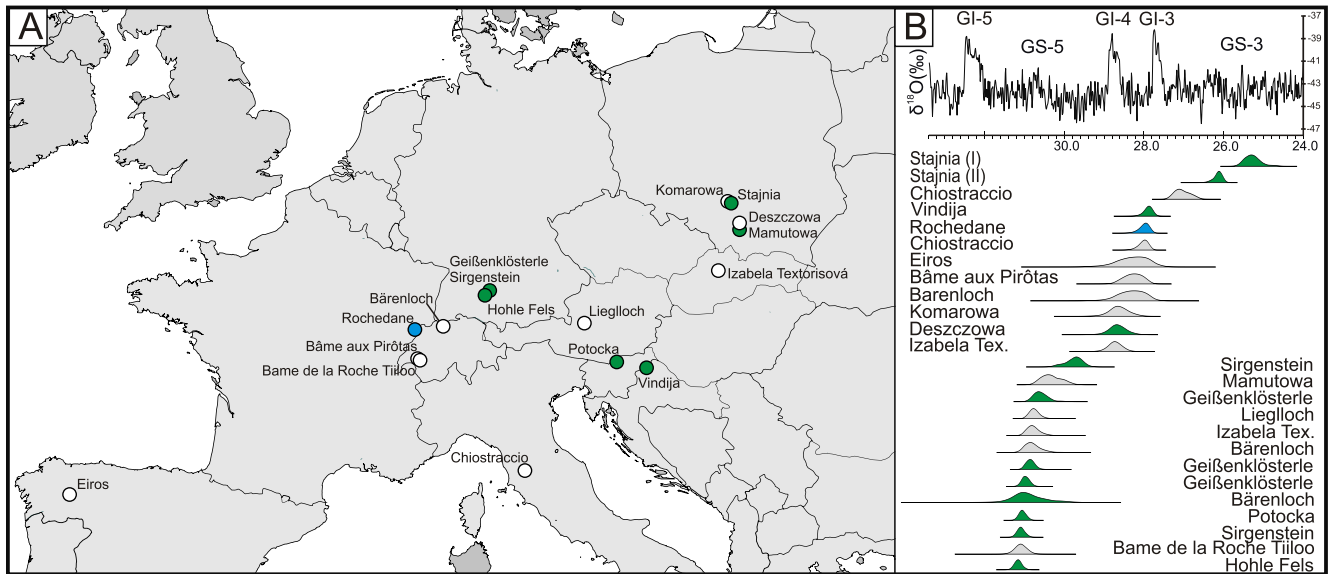 A
Komarowa
Stajnia
Deszczowa
Mamutowa
Izabela Textorisová
Geißenklösterle
Sirgenstein
Hohle Fels
Bärenloch
Rochedane
Lieglloch
Bâme aux Pirôtas
Bame de la Roche Tiiloo
Potocka
Vindija
Chiostraccio
Eiros
B
GI-5
GI-4
GI-3
GS-5
GS-3
δ18O(‰)
-37
-39
-41
-43
-45
-47
30.0
28.0
26.0
24.0
Stajnia (I)
Stajnia (II)
Chiostraccio
Vindija
Rochedane
Chiostraccio
Eiros
Bâme aux Pirôtas
Barenloch
Komarowa
Deszczowa
Izabela Tex.
Sirgenstein
Mamutowa
Geißenklösterle
Lieglloch
Izabela Tex.
Bärenloch
Geißenklösterle
Geißenklösterle
Bärenloch
Potocka
Sirgenstein
Bame de la Roche Tiiloo
Hohle Fels